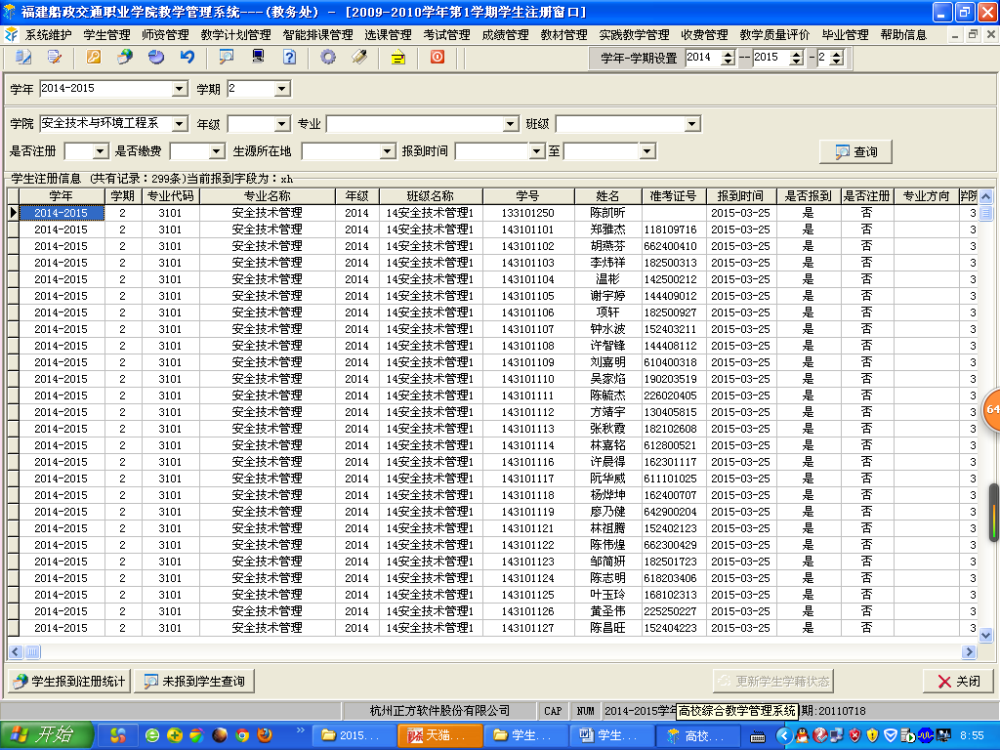 福建船政交通职业学院教学管理系统---(教务处) - [2009-2010学年第1学期学生注册窗口]
系统维护 学生管理 师资管理 教学计划管理 智能排课管理 选课管理 考试管理 成绩管理 教材管理 实践教学管理 收费管理 教学质量评价 毕业管理 帮助信息
学年-学期设置 2014 -- 2015 - 2
学年 2014-2015 学期 2
学院 安全技术与环境工程系 年级 专业 班级
是否注册 是否缴费 生源所在地 报到时间 至 查询
学生注册信息 (共有记录:299条)当前报到字段为:xh
学年 学期 专业代码 专业名称 年级 班级名称 学号 姓名 准考证号 报到时间 是否报到 是否注册 专业方向 学院
2014-2015 2 3101 安全技术管理 2014 14安全技术管理1 133101250 陈凯昕 2015-03-25 是 否 3
2014-2015 2 3101 安全技术管理 2014 14安全技术管理1 143101101 郑雅杰 118109716 2015-03-25 是 否 3
2014-2015 2 3101 安全技术管理 2014 14安全技术管理1 143101102 胡燕芬 662400410 2015-03-25 是 否 3
2014-2015 2 3101 安全技术管理 2014 14安全技术管理1 143101103 李炜祥 182500313 2015-03-25 是 否 3
2014-2015 2 3101 安全技术管理 2014 14安全技术管理1 143101104 温彬 142500212 2015-03-25 是 否 3
2014-2015 2 3101 安全技术管理 2014 14安全技术管理1 143101105 谢宇婷 144409012 2015-03-25 是 否 3
2014-2015 2 3101 安全技术管理 2014 14安全技术管理1 143101106 项轩 182500927 2015-03-25 是 否 3
2014-2015 2 3101 安全技术管理 2014 14安全技术管理1 143101107 钟水波 152403211 2015-03-25 是 否 3
2014-2015 2 3101 安全技术管理 2014 14安全技术管理1 143101108 许智锋 144408112 2015-03-25 是 否 3
2014-2015 2 3101 安全技术管理 2014 14安全技术管理1 143101109 刘嘉明 610400318 2015-03-25 是 否 3
2014-2015 2 3101 安全技术管理 2014 14安全技术管理1 143101110 吴家焰 190203519 2015-03-25 是 否 3
2014-2015 2 3101 安全技术管理 2014 14安全技术管理1 143101111 陈毓杰 226020405 2015-03-25 是 否 3
2014-2015 2 3101 安全技术管理 2014 14安全技术管理1 143101112 方靖宇 130405815 2015-03-25 是 否 3
2014-2015 2 3101 安全技术管理 2014 14安全技术管理1 143101113 张秋霞 182102608 2015-03-25 是 否 3
2014-2015 2 3101 安全技术管理 2014 14安全技术管理1 143101114 林嘉铭 612800521 2015-03-25 是 否 3
2014-2015 2 3101 安全技术管理 2014 14安全技术管理1 143101116 许晨得 162301117 2015-03-25 是 否 3
2014-2015 2 3101 安全技术管理 2014 14安全技术管理1 143101117 阮华威 611101025 2015-03-25 是 否 3
2014-2015 2 3101 安全技术管理 2014 14安全技术管理1 143101118 杨烨坤 162400707 2015-03-25 是 否 3
2014-2015 2 3101 安全技术管理 2014 14安全技术管理1 143101119 廖乃健 642900204 2015-03-25 是 否 3
2014-2015 2 3101 安全技术管理 2014 14安全技术管理1 143101121 林祖腾 152402123 2015-03-25 是 否 3
2014-2015 2 3101 安全技术管理 2014 14安全技术管理1 143101122 陈伟煌 662300429 2015-03-25 是 否 3
2014-2015 2 3101 安全技术管理 2014 14安全技术管理1 143101123 邹简妍 182501723 2015-03-25 是 否 3
2014-2015 2 3101 安全技术管理 2014 14安全技术管理1 143101124 陈志明 618203406 2015-03-25 是 否 3
2014-2015 2 3101 安全技术管理 2014 14安全技术管理1 143101125 叶玉玲 168102313 2015-03-25 是 否 3
2014-2015 2 3101 安全技术管理 2014 14安全技术管理1 143101126 黄圣伟 225250227 2015-03-25 是 否 3
2014-2015 2 3101 安全技术管理 2014 14安全技术管理1 143101127 陈昌旺 152404223 2015-03-25 是 否 3
64
学生报到注册统计 未报到学生查询 更新学生学籍状态 关闭
杭州正方软件股份有限公司 CAP NUM 2014-2015学年 高校综合教学管理系统 期:20110718
开始 2015... 天猫... 学生... 学生... 高校... 8:55